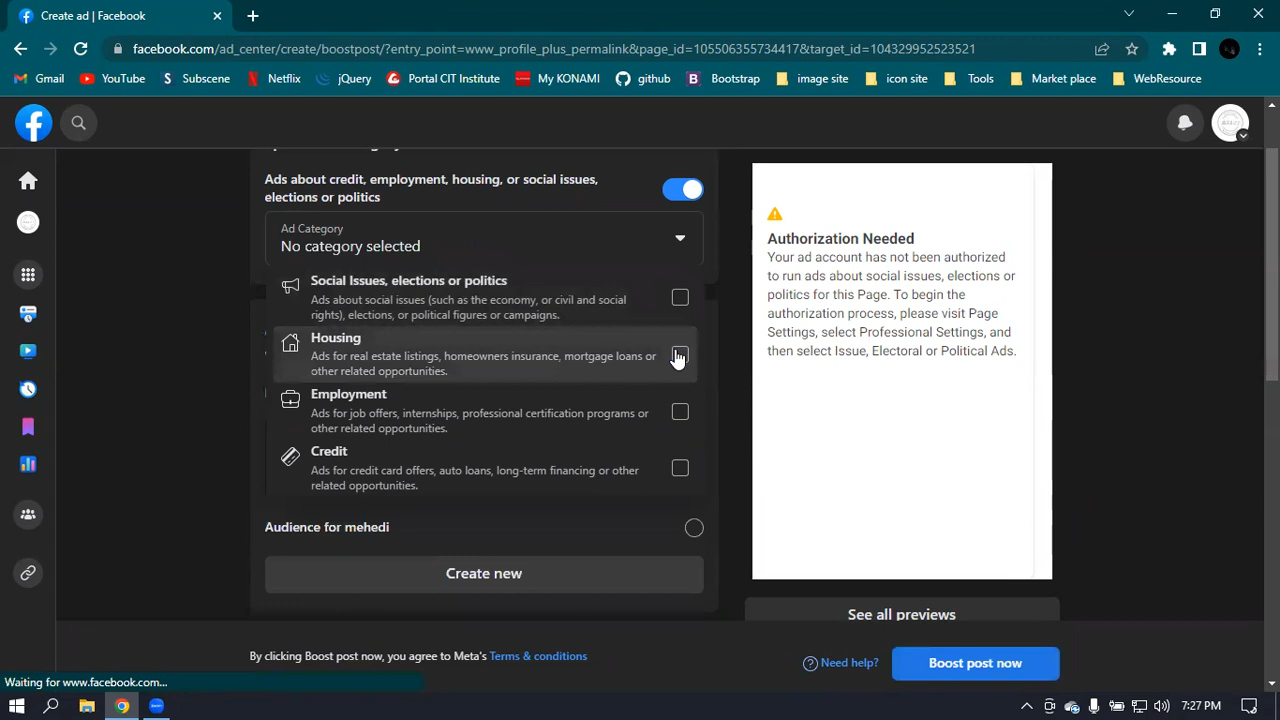 Create ad | Facebook
facebook.com/ad_center/create/boostpost/?entry_point=www_profile_plus_permalink&page_id=105506355734417&target_id=104329952523521
Gmail YouTube Subscene Netflix jQuery Portal CIT Institute My KONAMI github Bootstrap image site icon site Tools Market place WebResource
Ads about credit, employment, housing, or social issues,
elections or politics
Ad Category
No category selected
Social Issues, elections or politics
Ads about social issues (such as the economy, or civil and social
rights), elections, or political figures or campaigns.
Housing
Ads for real estate listings, homeowners insurance, mortgage loans or
other related opportunities.
Employment
Ads for job offers, internships, professional certification programs or
other related opportunities.
Credit
Ads for credit card offers, auto loans, long-term financing or other
related opportunities.
Audience for mehedi
Create new
Authorization Needed
Your ad account has not been authorized
to run ads about social issues, elections or
politics for this Page. To begin the
authorization process, please visit Page
Settings, select Professional Settings, and
then select Issue, Electoral or Political Ads.
See all previews
By clicking Boost post now, you agree to Meta's Terms & conditions
Need help?
Boost post now
Waiting for www.facebook.com...
7:27 PM